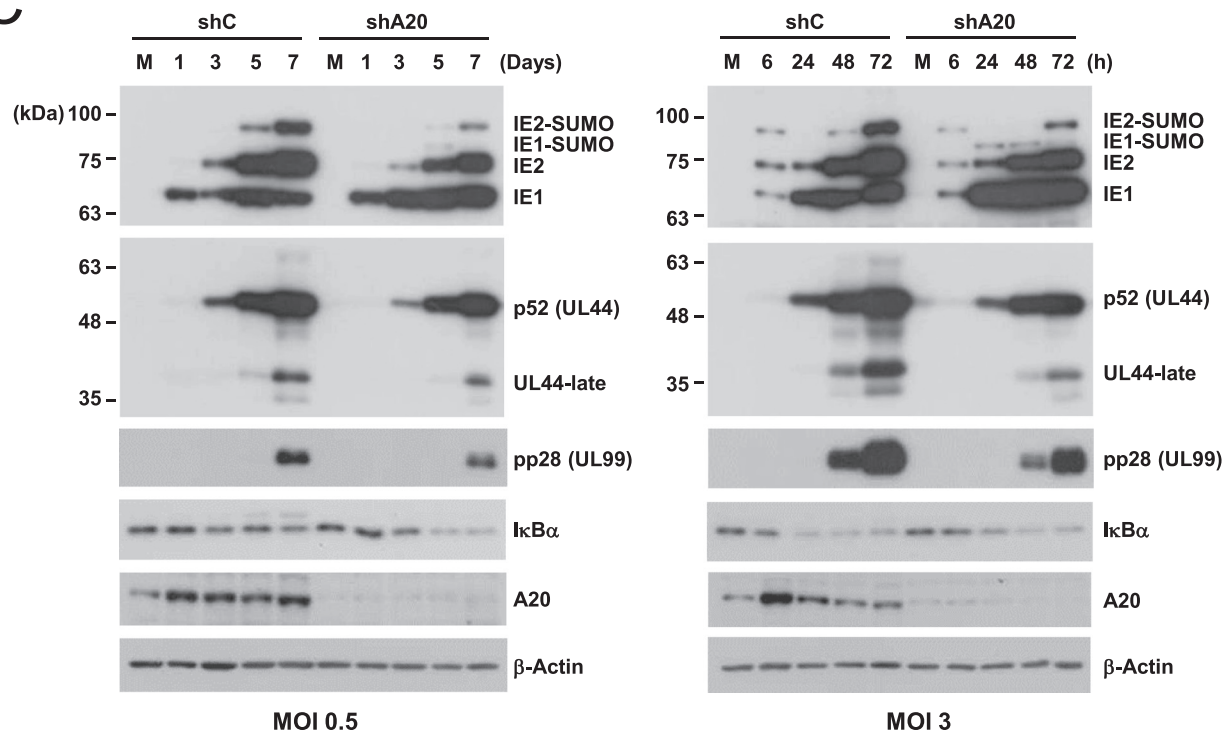 C
shC shA20
M 1 3 5 7 M 1 3 5 7 (Days)
(kDa) 100
75
63
IE2-SUMO
IE1-SUMO
IE2
IE1
63
48
35
p52 (UL44)
UL44-late
pp28 (UL99)
IκBα
A20
β-Actin
MOI 0.5
shC shA20
M 6 24 48 72 M 6 24 48 72 (h)
100
75
63
IE2-SUMO
IE1-SUMO
IE2
IE1
63
48
35
p52 (UL44)
UL44-late
pp28 (UL99)
IκBα
A20
β-Actin
MOI 3